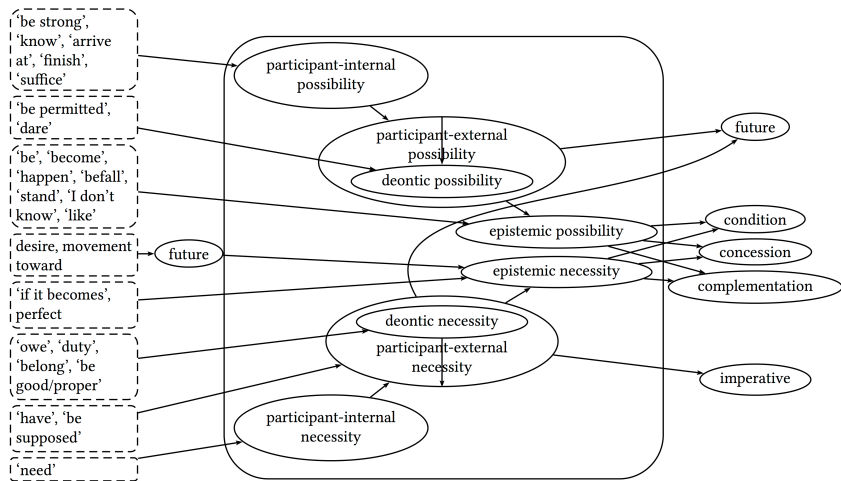 ‘be strong’,
‘know’, ‘arrive
at’, ‘finish’,
‘suffice’
‘be permitted’,
‘dare’
‘be’, ‘become’,
‘happen’, ‘befall’,
‘stand’, ‘I don’t
know’, ‘like’
desire, movement
toward
‘if it becomes’,
perfect
‘owe’, ‘duty’,
‘belong’, ‘be
good/proper’
‘have’, ‘be
supposed’
‘need’
future
participant-internal
possibility
participant-external
possibility
deontic possibility
epistemic possibility
epistemic necessity
deontic necessity
participant-external
necessity
participant-internal
necessity
future
condition
concession
complementation
imperative